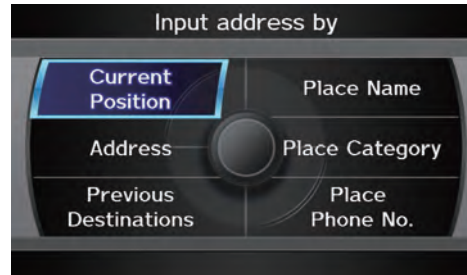 Input address by
Current
Position
Place Name
Address
Place Category
Previous
Destinations
Place
Phone No.